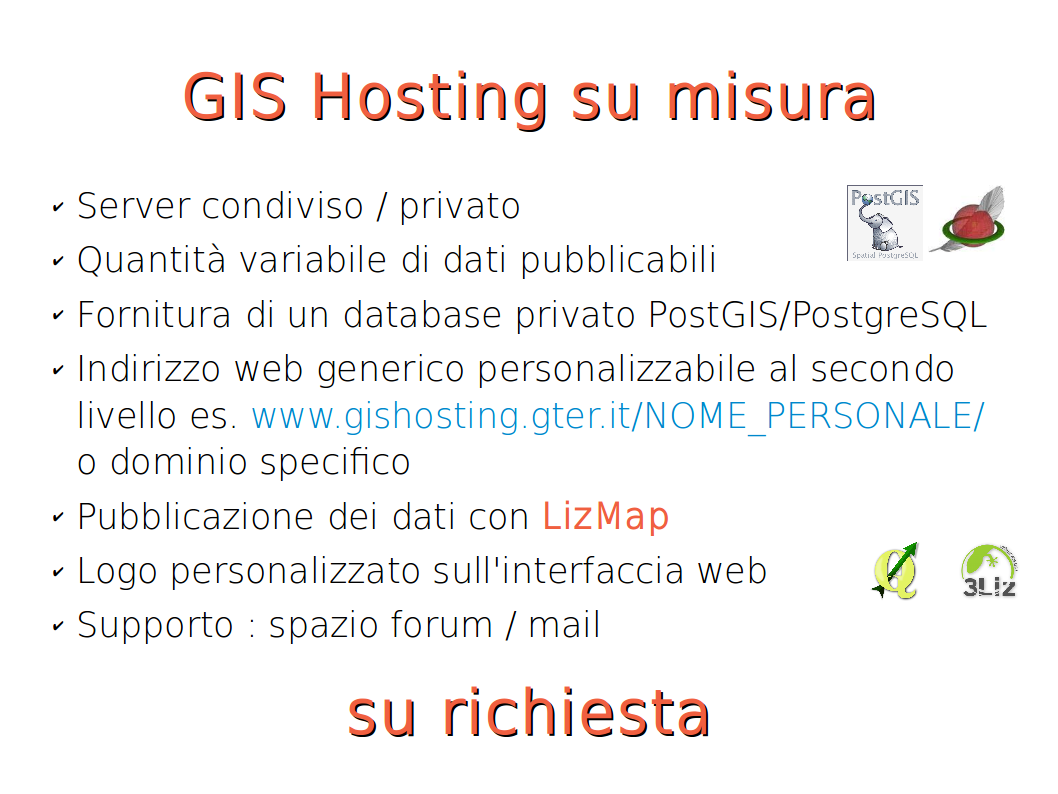 GIS Hosting su misura
✔ Server condiviso / privato
PostGIS
Spatial PostgreSQL
✔ Quantità variabile di dati pubblicabili
✔ Fornitura di un database privato PostGIS/PostgreSQL
✔ Indirizzo web generico personalizzabile al secondo
livello es. www.gishosting.gter.it/NOME_PERSONALE/
o dominio specifico
✔ Pubblicazione dei dati con LizMap
✔ Logo personalizzato sull'interfaccia web
3Liz
✔ Supporto : spazio forum / mail
su richiesta